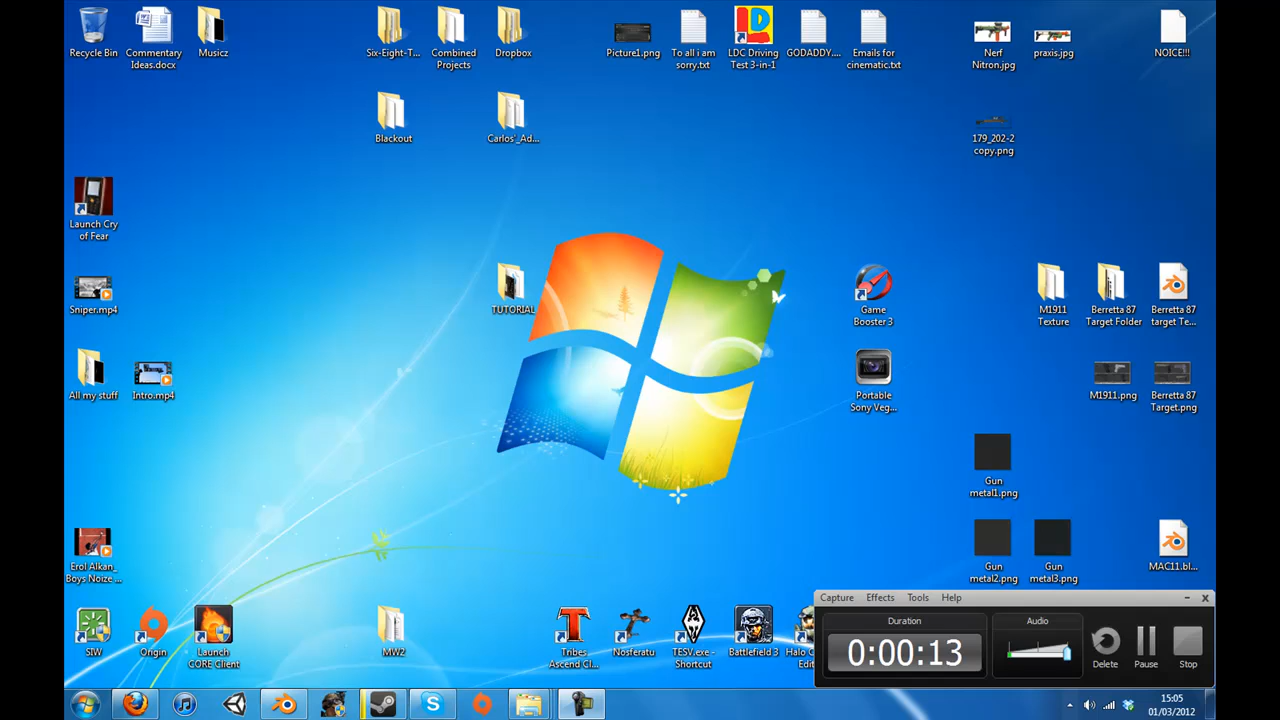 Recycle Bin
Commentary
Ideas.docx
Musicz
Six-Eight-T...
Combined
Projects
Dropbox
Picture1.png
To all i am
sorry.txt
LD
LDC Driving
Test 3-in-1
GODADDY....
Emails for
cinematic.txt
Nerf
Nitron.jpg
praxis.jpg
NOICE!!!
Blackout
Carlos'_Ad...
179_202-2
copy.png
Launch Cry
of Fear
Sniper.mp4
TUTORIAL
Game
Booster 3
M1911
Texture
Berretta 87
Target Folder
Berretta 87
target Te...
All my stuff
Intro.mp4
Portable
Sony Veg...
M1911.png
Berretta 87
Target.png
Gun
metal1.png
Erol Alkan_
Boys Noize ...
Gun
metal2.png
Gun
metal3.png
MAC11.bl...
SIW
Origin
Launch
CORE Client
MW2
Tribes
Ascend Cl...
Nosferatu
TESV.exe -
Shortcut
Battlefield 3
Halo C
Edit
Capture Effects Tools Help
Duration
0:00:13
Audio
Delete
Pause
Stop
15:05
01/03/2012